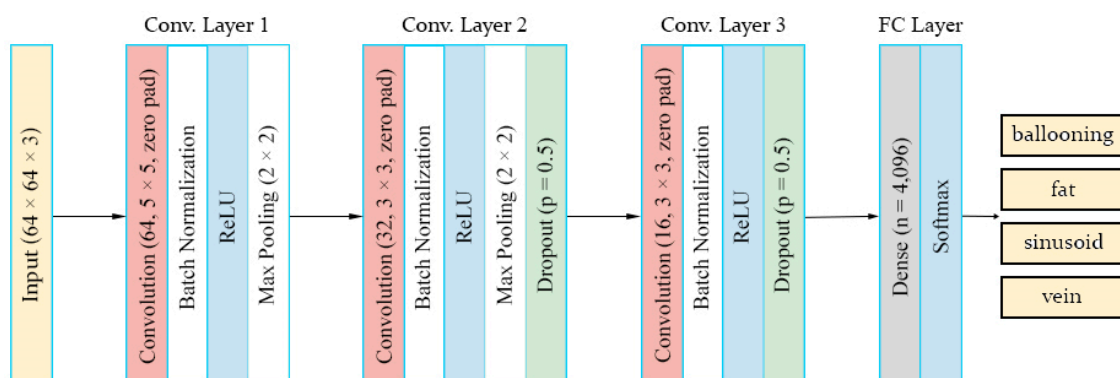 Conv. Layer 1
Conv. Layer 2
Conv. Layer 3
FC Layer
Input (64 × 64 × 3)
Convolution (64, 5 × 5, zero pad)
Batch Normalization
ReLU
Max Pooling (2 × 2)
Convolution (32, 3 × 3, zero pad)
Batch Normalization
ReLU
Max Pooling (2 × 2)
Dropout (p = 0.5)
Convolution (16, 3 × 3, zero pad)
Batch Normalization
ReLU
Dropout (p = 0.5)
Dense (n = 4,096)
Softmax
ballooning
fat
sinusoid
vein